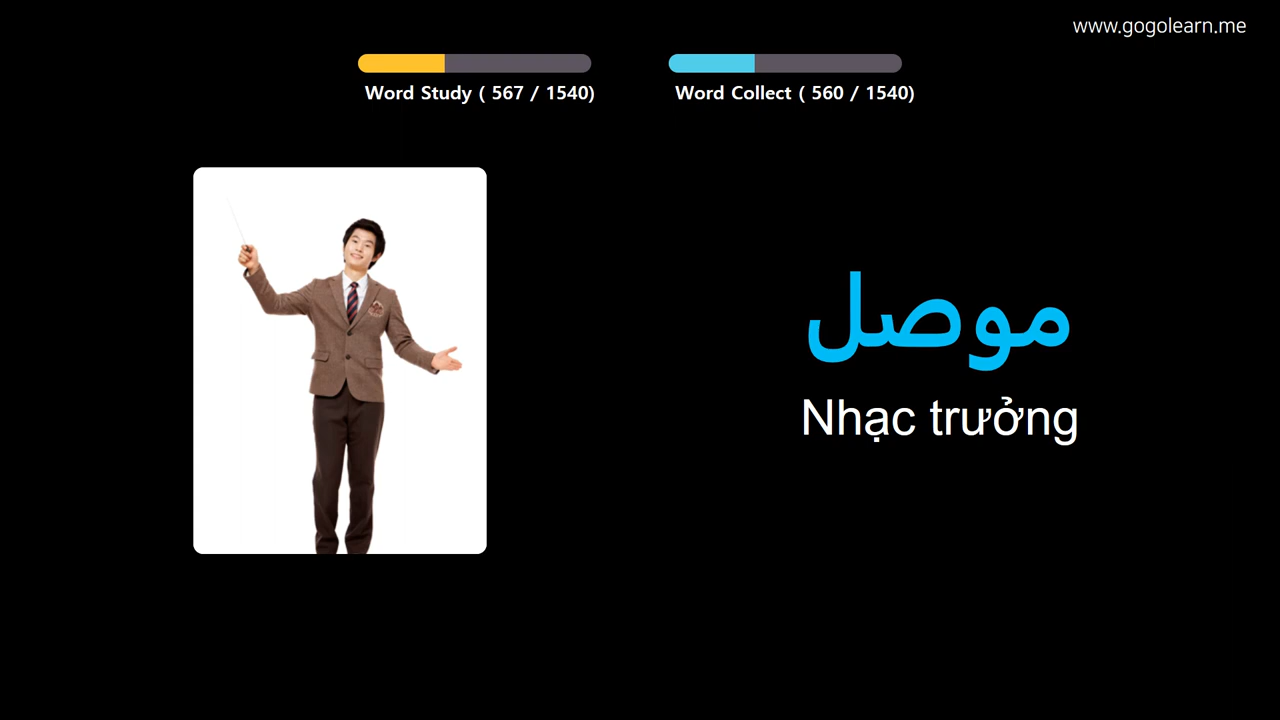 www.gogolearn.me
Word Study ( 567 / 1540)
Word Collect ( 560 / 1540)
موصل
Nhạc trưởng